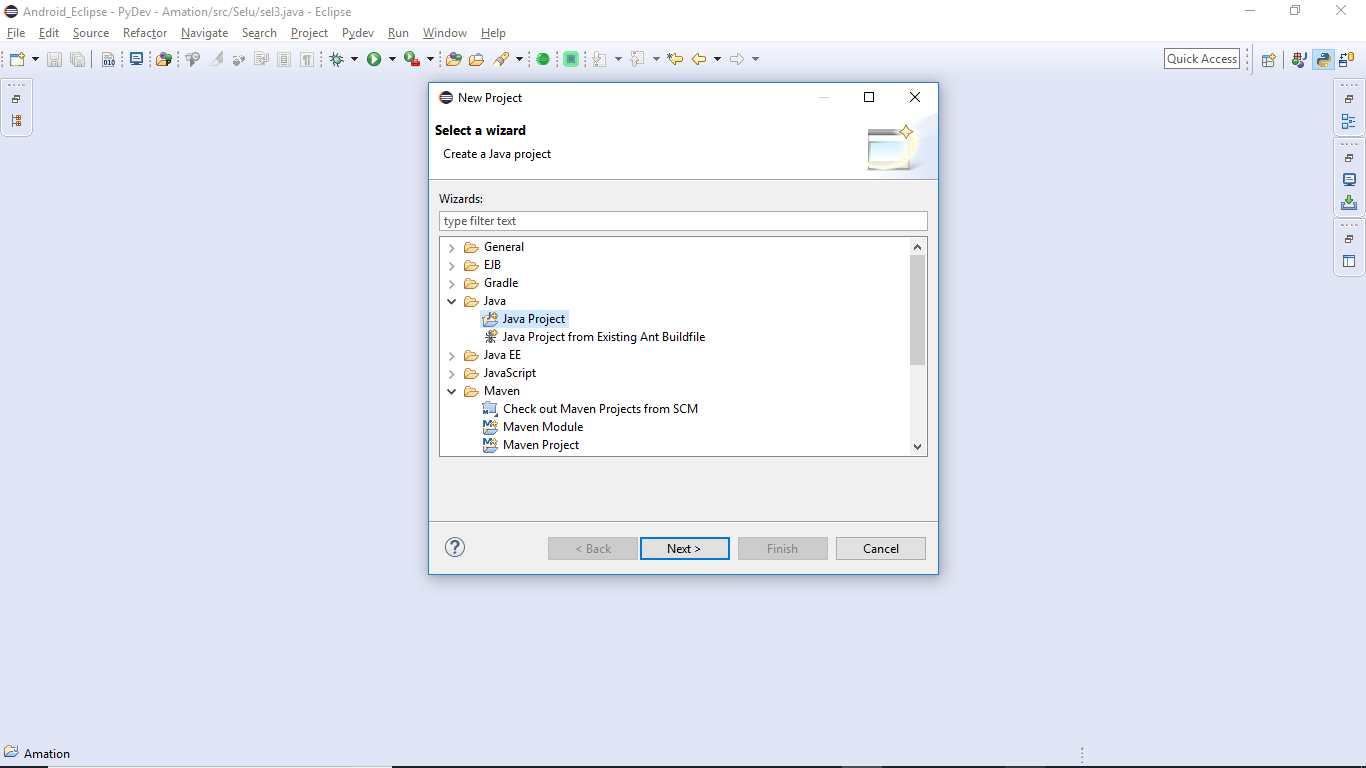 Android_Eclipse - PyDev - Amation/src/Selu/sel3.java - Eclipse
File Edit Source Refactor Navigate Search Project Pydev Run Window Help
010
Quick Access
New Project
Select a wizard
Create a Java project
Wizards:
type filter text
General
EJB
Gradle
Java
Java Project
Java Project from Existing Ant Buildfile
Java EE
JavaScript
Maven
Check out Maven Projects from SCM
Maven Module
Maven Project
? < Back Next > Finish Cancel
Amation